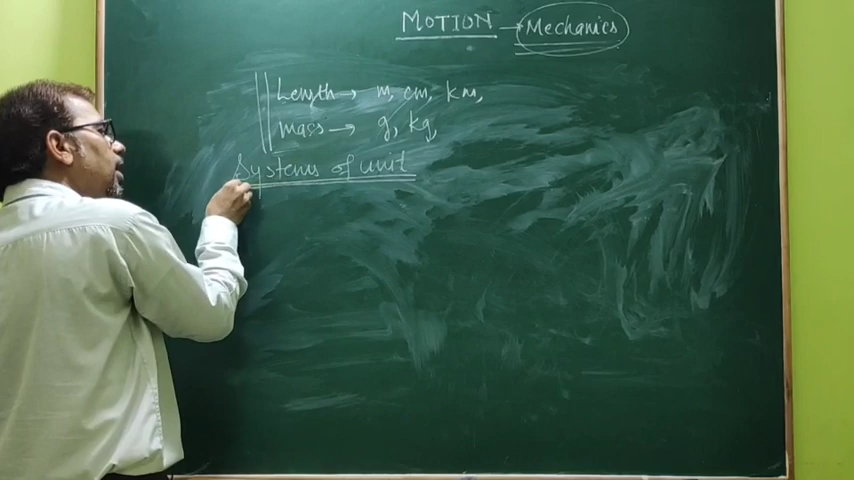 MOTION → Mechanics
Length → m, cm, km,
mass → g, kg,
Systems of unit